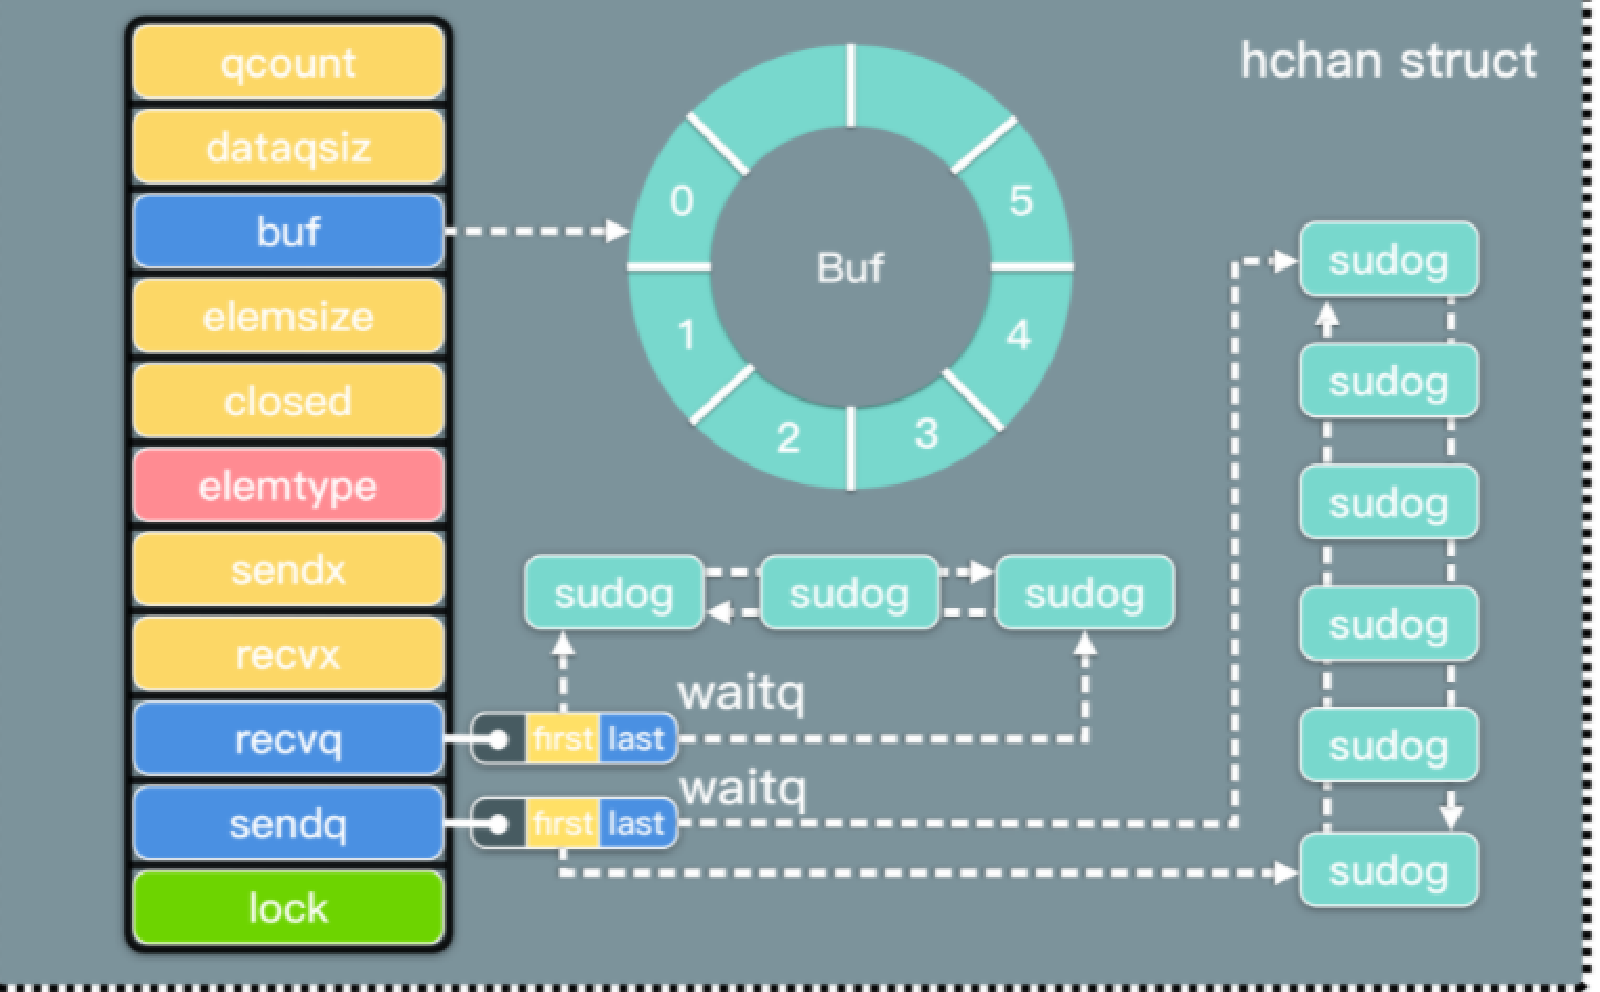 hchan struct
qcount
dataqsiz
buf
elemsize
closed
elemtype
sendx
recvx
recvq
sendq
lock
0
1
2
3
4
5
Buf
sudog sudog sudog
waitq
first last
waitq
first last
sudog
sudog
sudog
sudog
sudog
sudog